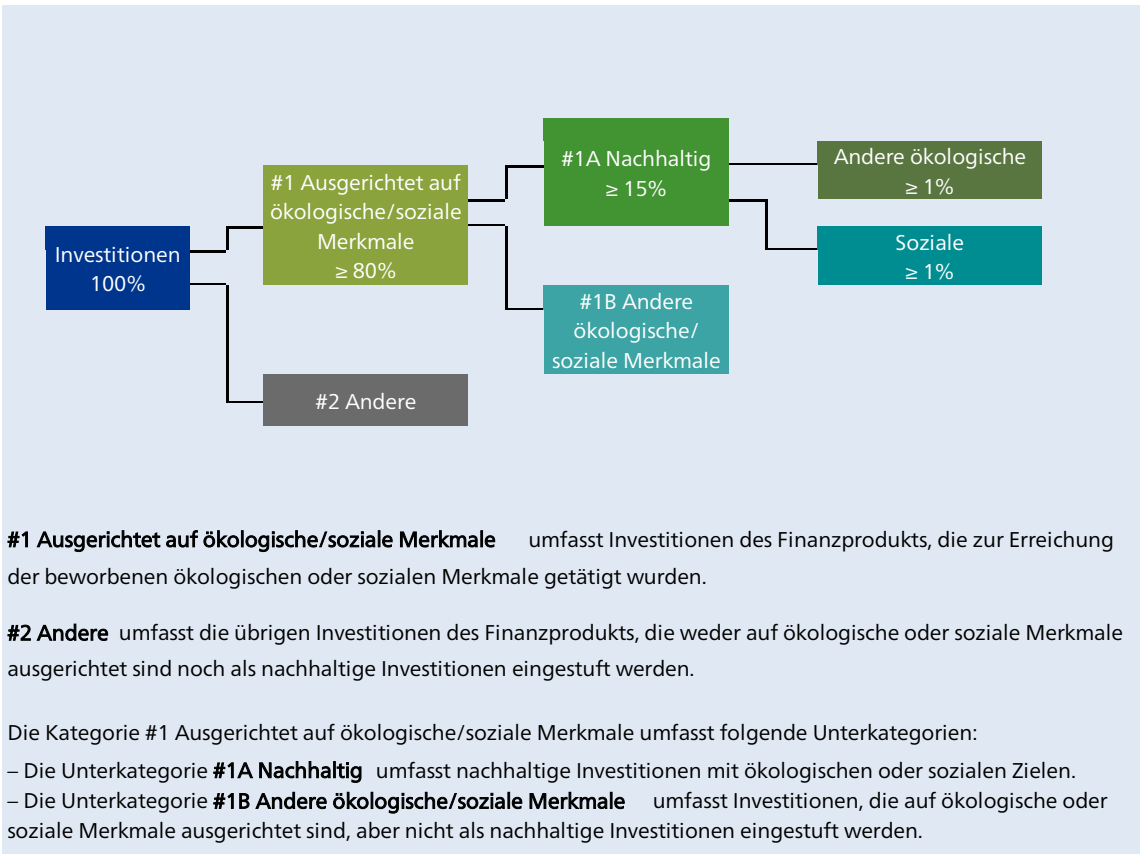 Investitionen
100%
#1 Ausgerichtet auf
ökologische/soziale
Merkmale
≥ 80%
#2 Andere
#1A Nachhaltig
≥ 15%
#1B Andere
ökologische/
soziale Merkmale
Andere ökologische
≥ 1%
Soziale
≥ 1%
#1 Ausgerichtet auf ökologische/soziale Merkmale umfasst Investitionen des Finanzprodukts, die zur Erreichung
der beworbenen ökologischen oder sozialen Merkmale getätigt wurden.
#2 Andere umfasst die übrigen Investitionen des Finanzprodukts, die weder auf ökologische oder soziale Merkmale
ausgerichtet sind noch als nachhaltige Investitionen eingestuft werden.
Die Kategorie #1 Ausgerichtet auf ökologische/soziale Merkmale umfasst folgende Unterkategorien:
– Die Unterkategorie #1A Nachhaltig umfasst nachhaltige Investitionen mit ökologischen oder sozialen Zielen.
– Die Unterkategorie #1B Andere ökologische/soziale Merkmale umfasst Investitionen, die auf ökologische oder
soziale Merkmale ausgerichtet sind, aber nicht als nachhaltige Investitionen eingestuft werden.